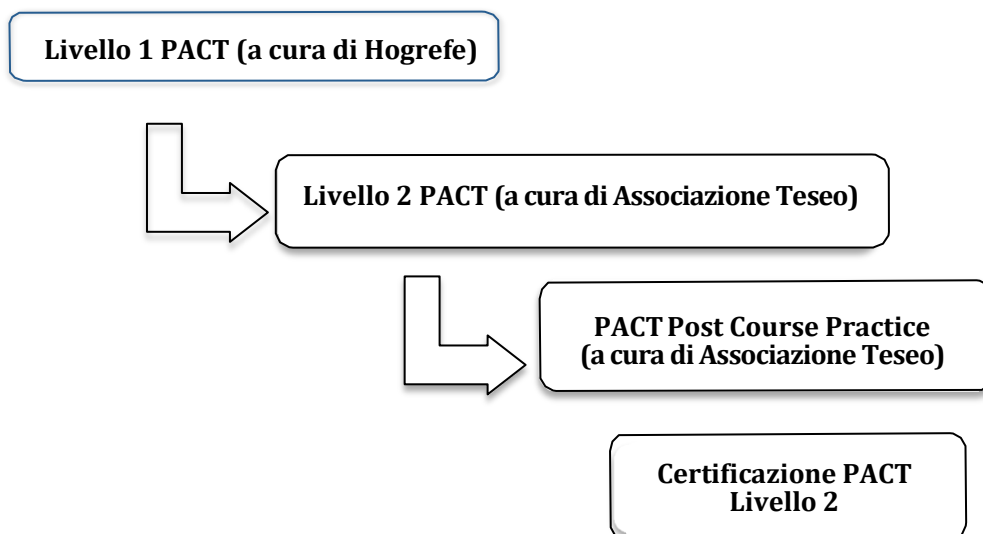 Livello 1 PACT (a cura di Hogrefe)
Livello 2 PACT (a cura di Associazione Teseo)
PACT Post Course Practice
(a cura di Associazione Teseo)
Certificazione PACT
Livello 2